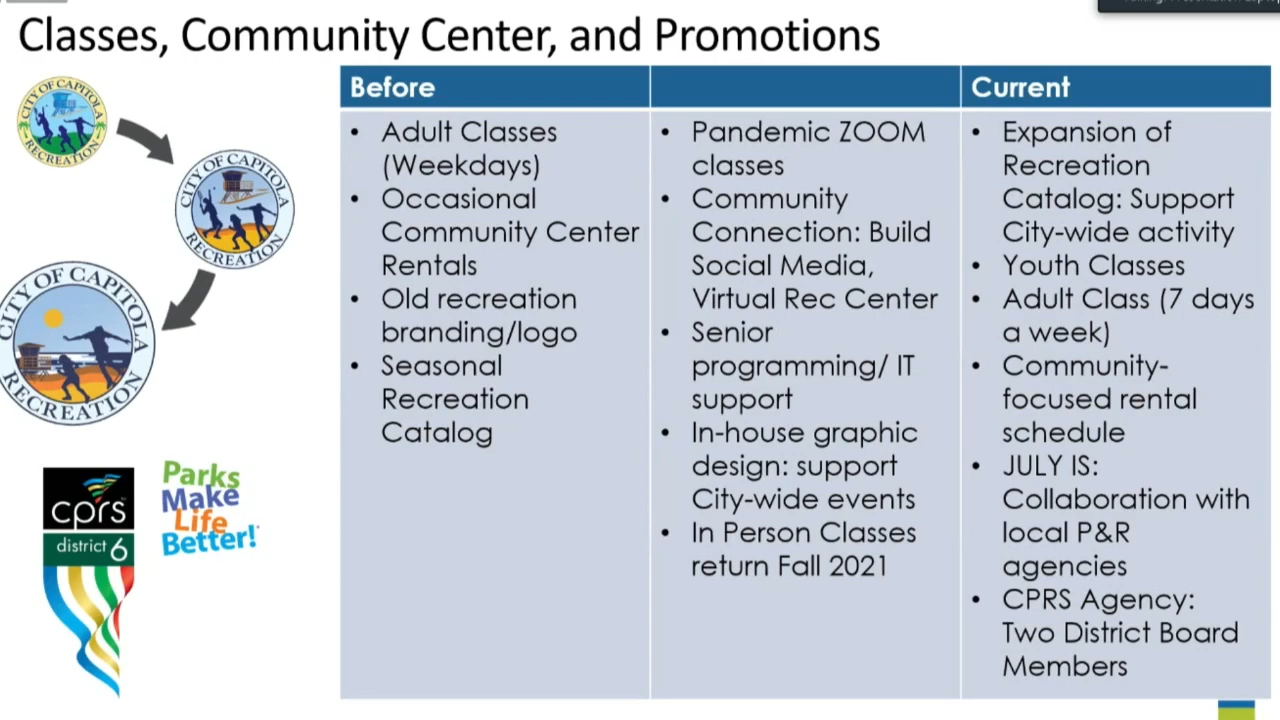 Classes, Community Center, and Promotions
CITY OF CAPITOLA
RECREATION
CITY OF CAPITOLA
RECREATION
CITY OF CAPITOLA
RECREATION
cprs
district 6
Parks
Make
Life
Better!
Before
• Adult Classes
(Weekdays)
• Occasional
Community Center
Rentals
• Old recreation
branding/logo
• Seasonal
Recreation
Catalog
• Pandemic ZOOM
classes
• Community
Connection: Build
Social Media,
Virtual Rec Center
• Senior
programming/ IT
support
• In-house graphic
design: support
City-wide events
• In Person Classes
return Fall 2021
Current
• Expansion of
Recreation
Catalog: Support
City-wide activity
• Youth Classes
• Adult Class (7 days
a week)
• Community-
focused rental
schedule
• JULY IS:
Collaboration with
local P&R
agencies
• CPRS Agency:
Two District Board
Members